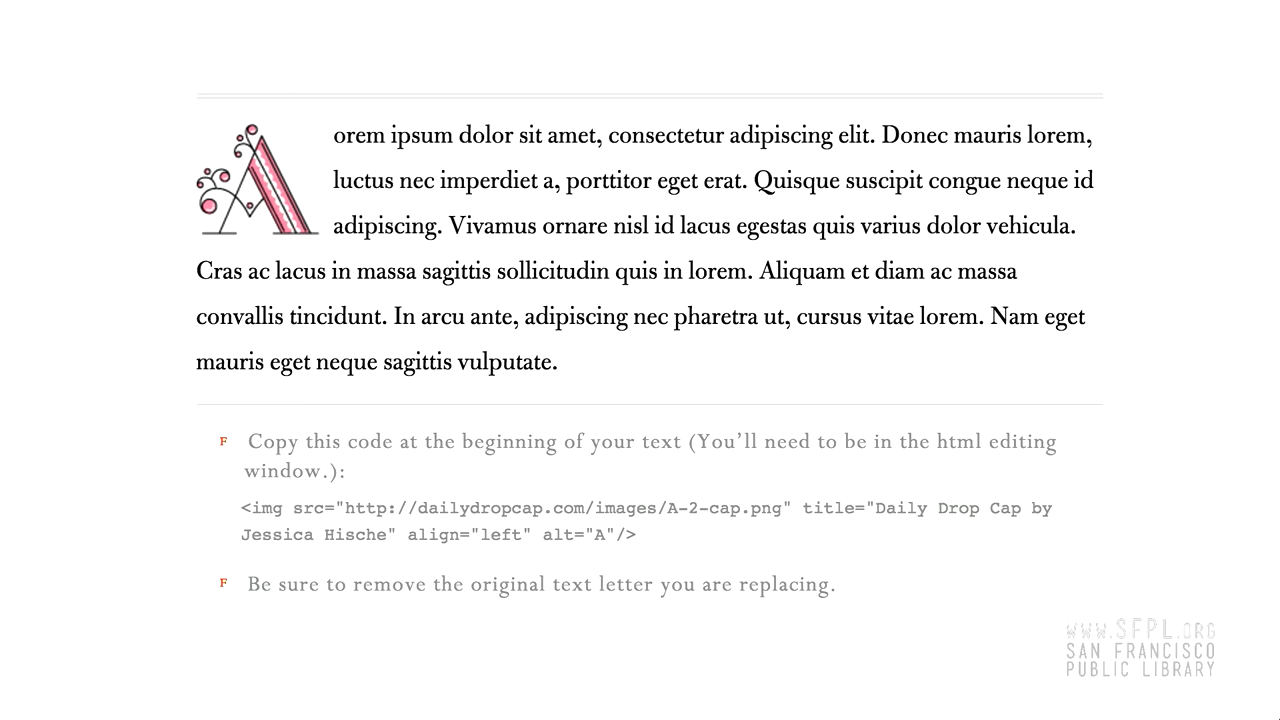 A orem ipsum dolor sit amet, consectetur adipiscing elit. Donec mauris lorem,
luctus nec imperdiet a, porttitor eget erat. Quisque suscipit congue neque id
adipiscing. Vivamus ornare nisl id lacus egestas quis varius dolor vehicula.
Cras ac lacus in massa sagittis sollicitudin quis in lorem. Aliquam et diam ac massa
convallis tincidunt. In arcu ante, adipiscing nec pharetra ut, cursus vitae lorem. Nam eget
mauris eget neque sagittis vulputate.
F Copy this code at the beginning of your text (You’ll need to be in the html editing
window.):
<img src="http://dailydropcap.com/images/A-2-cap.png" title="Daily Drop Cap by
Jessica Hische" align="left" alt="A"/>
F Be sure to remove the original text letter you are replacing.
WWW.SFPL.ORG
SAN FRANCISCO
PUBLIC LIBRARY